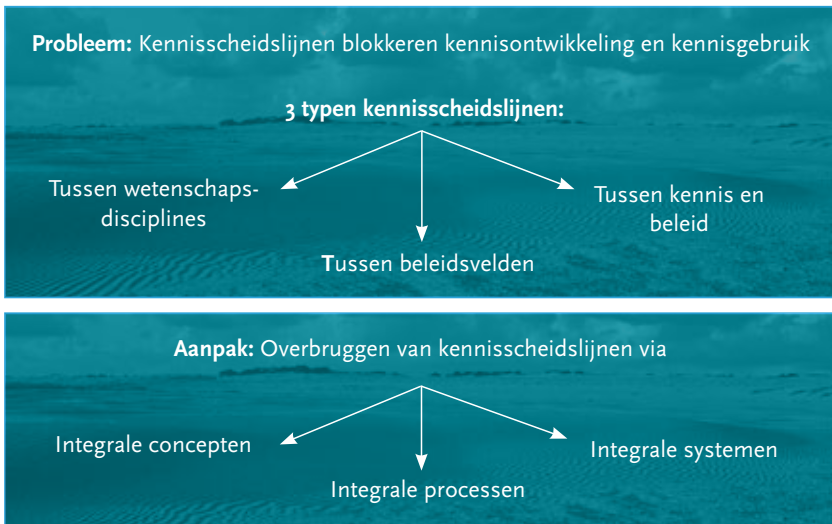 Probleem: Kennisscheidslijnen blokkeren kennisontwikkeling en kennisgebruik
3 typen kennisscheidslijnen:
Tussen wetenschaps-
disciplines
Tussen kennis en
beleid
Tussen beleidsvelden
Aanpak: Overbruggen van kennisscheidslijnen via
Integrale concepten
Integrale systemen
Integrale processen